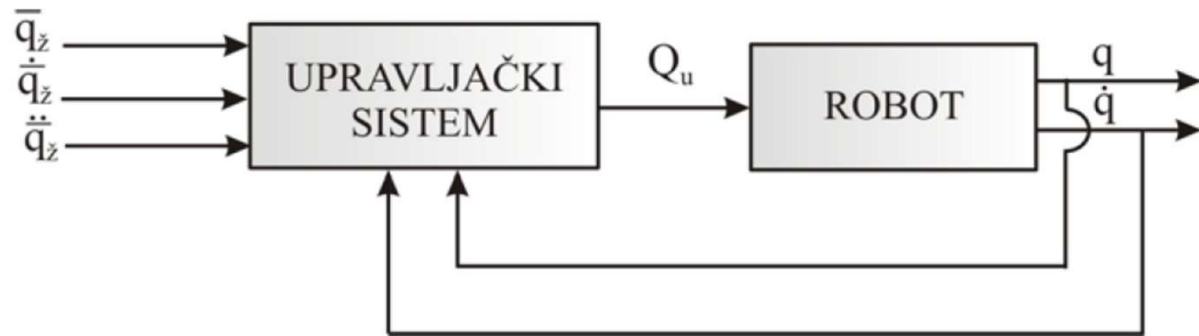 q̅ž
q̅̇ž
q̅̈ž
UPRAVLJAČKI
SISTEM
Qu
ROBOT
q
q̇